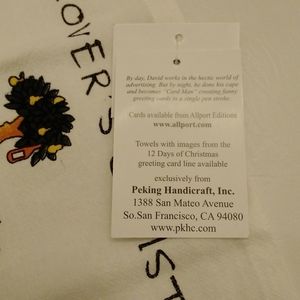 OVER'S
By day, David works in the hectic world of
advertising. But by night, he dons his cape
and becomes "Card Man" creating funny
greeting cards in a single pen stroke.
Cards available from Allport Editions
www.allport.com
Towels with images from the
12 Days of Christmas
greeting card line available
exclusively from
Peking Handicraft, Inc.
1388 San Mateo Avenue
So.San Francisco, CA 94080
www.pkhc.com
IST